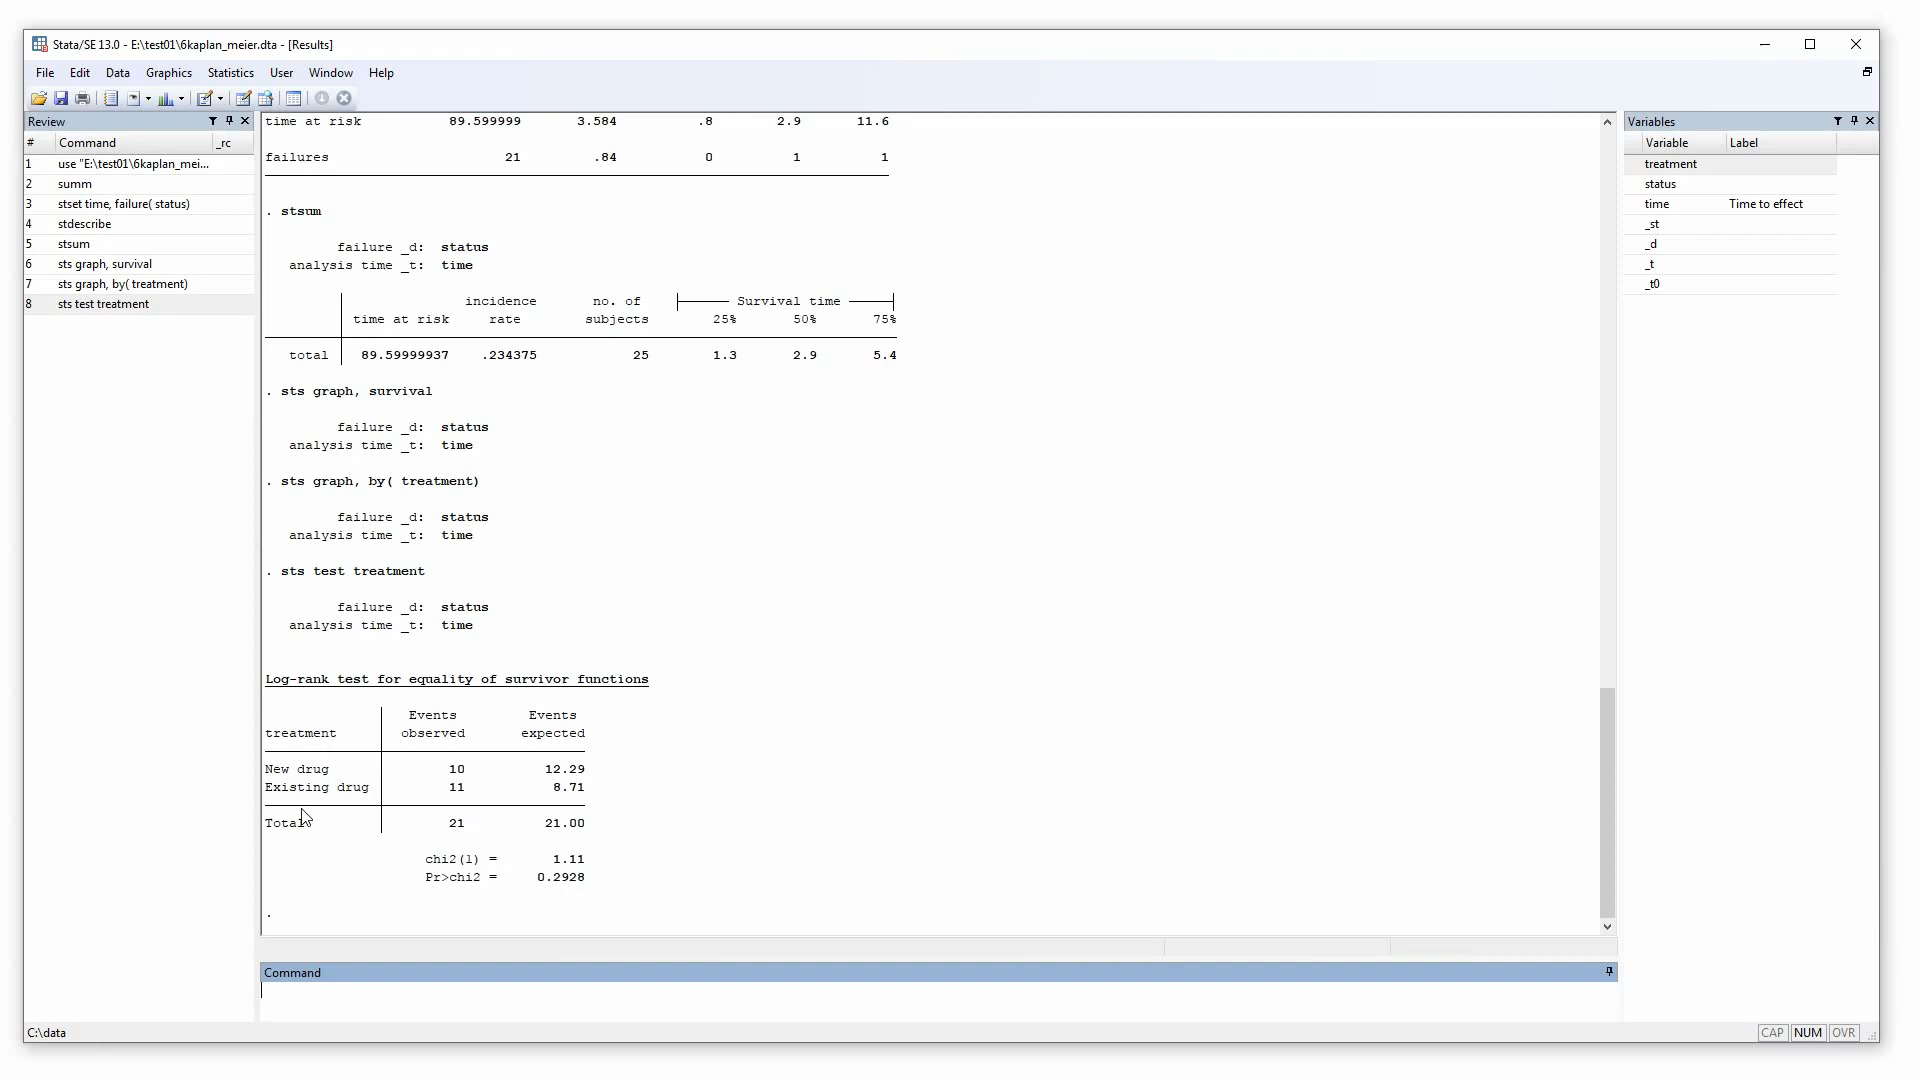 Stata/SE 13.0 - E:\test01\6kaplan_meier.dta - [Results]
File Edit Data Graphics Statistics User Window Help
Review
# Command _rc
1 use "E:\test01\6kaplan_mei...
2 summ
3 stset time, failure( status)
4 stdescribe
5 stsum
6 sts graph, survival
7 sts graph, by( treatment)
8 sts test treatment
time at risk 89.599999 3.584 .8 2.9 11.6
failures 21 .84 0 1 1
. stsum
failure _d: status
analysis time _t: time
incidence no. of Survival time
time at risk rate subjects 25% 50% 75%
total 89.59999937 .234375 25 1.3 2.9 5.4
. sts graph, survival
failure _d: status
analysis time _t: time
. sts graph, by( treatment)
failure _d: status
analysis time _t: time
. sts test treatment
failure _d: status
analysis time _t: time
Log-rank test for equality of survivor functions
Events Events
treatment observed expected
New drug 10 12.29
Existing drug 11 8.71
Total 21 21.00
chi2(1) = 1.11
Pr>chi2 = 0.2928
.
Command
Variables
Variable Label
treatment
status
time Time to effect
_st
_d
_t
_t0
C:\data
CAP NUM OVR